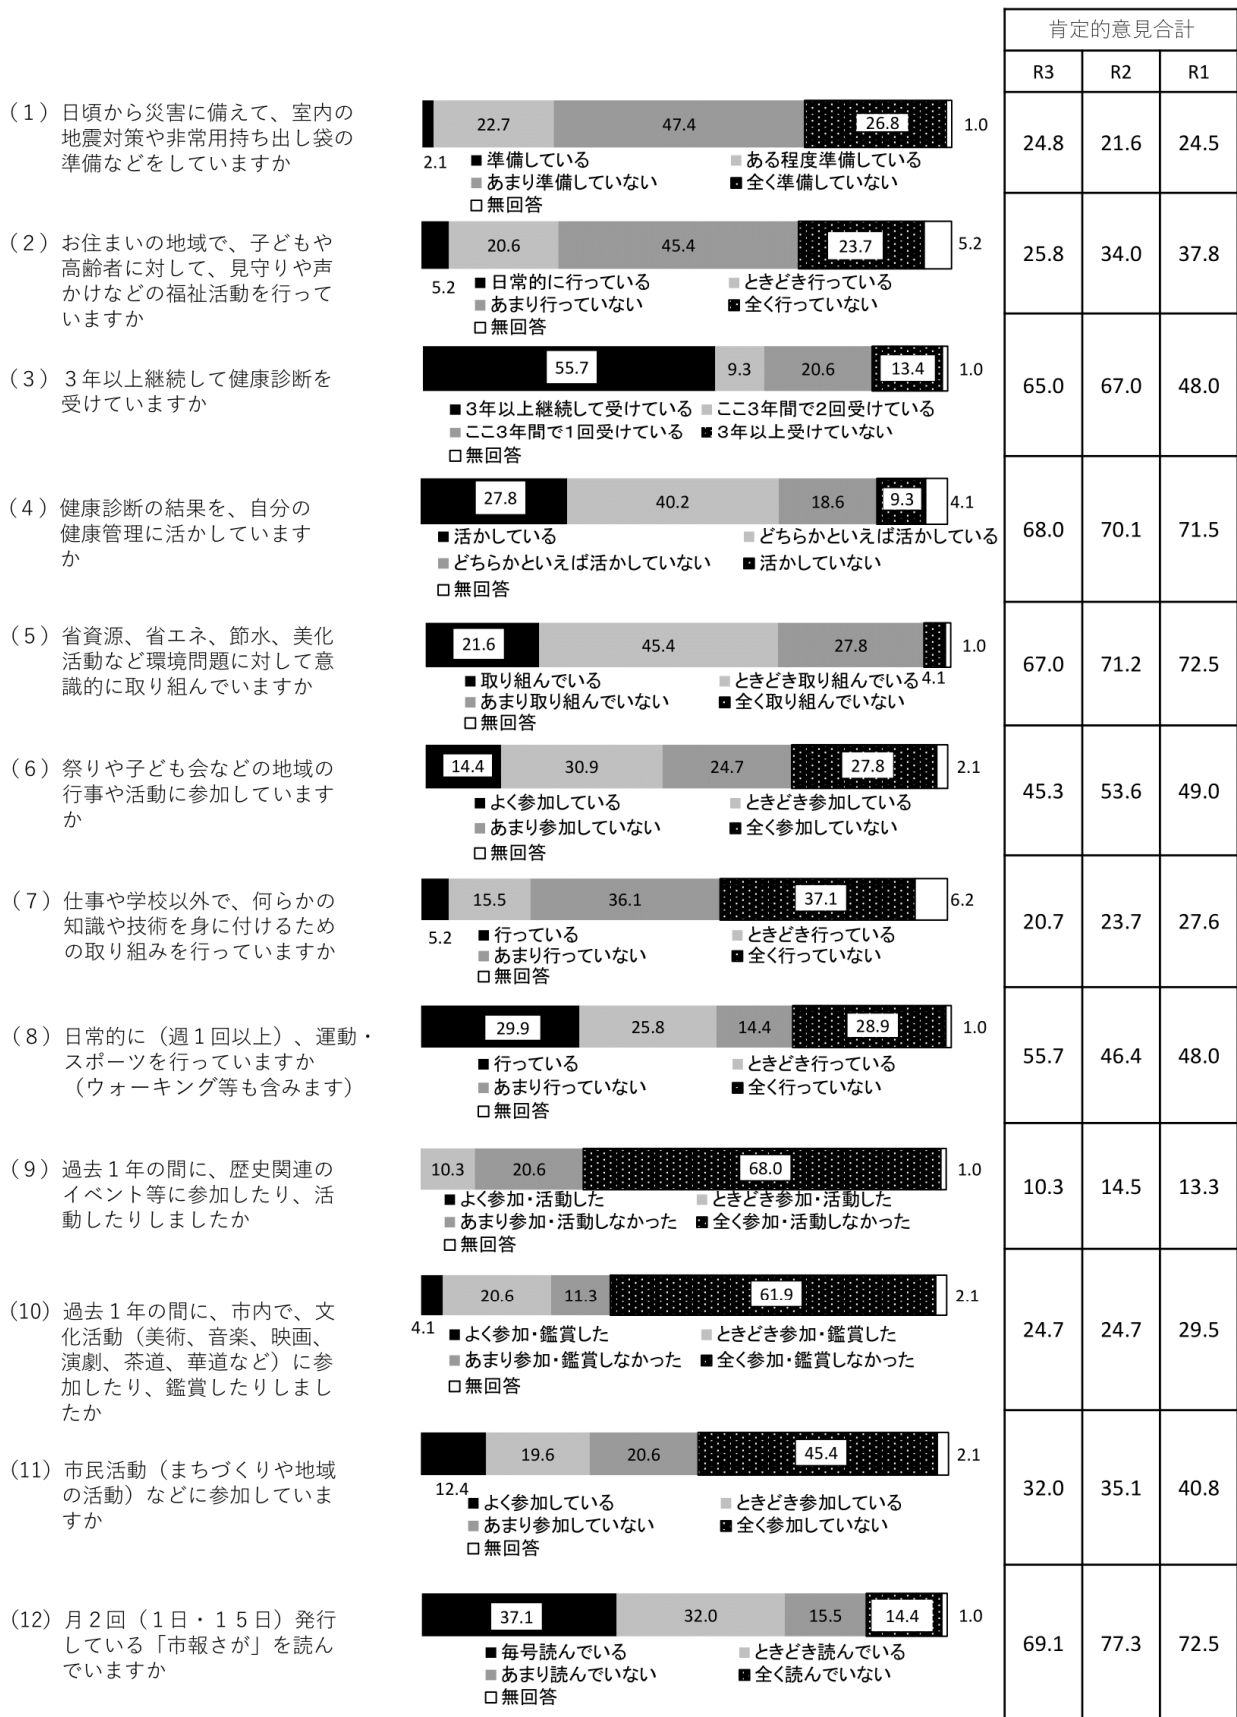 肯定的意見合計
R3 R2 R1
(1) 日頃から災害に備えて、室内の
地震対策や非常用持ち出し袋の
準備などをしていますか
22.7 47.4 26.8 1.0
2.1 ■準備している ■ある程度準備している
■あまり準備していない ■全く準備していない
□無回答
24.8 21.6 24.5
(2) お住まいの地域で、子どもや
高齢者に対して、見守りや声
かけなどの福祉活動を行って
いますか
20.6 45.4 23.7 5.2
5.2 ■日常的に行っている ■ときどき行っている
■あまり行っていない ■全く行っていない
□無回答
25.8 34.0 37.8
(3) 3年以上継続して健康診断を
受けていますか
55.7 9.3 20.6 13.4 1.0
■3年以上継続して受けている ■ここ3年間で2回受けている
■ここ3年間で1回受けている ■3年以上受けていない
□無回答
65.0 67.0 48.0
(4) 健康診断の結果を、自分の
健康管理に活かしています
か
27.8 40.2 18.6 9.3 4.1
■活かしている ■どちらかといえば活かしている
■どちらかといえば活かしていない ■活かしていない
□無回答
68.0 70.1 71.5
(5) 省資源、省エネ、節水、美化
活動など環境問題に対して意
識的に取り組んでいますか
21.6 45.4 27.8 1.0
■取り組んでいる ■ときどき取り組んでいる 4.1
■あまり取り組んでいない ■全く取り組んでいない
□無回答
67.0 71.2 72.5
(6) 祭りや子ども会などの地域の
行事や活動に参加しています
か
14.4 30.9 24.7 27.8 2.1
■よく参加している ■ときどき参加している
■あまり参加していない ■全く参加していない
□無回答
45.3 53.6 49.0
(7) 仕事や学校以外で、何らかの
知識や技術を身に付けるため
の取り組みを行っていますか
15.5 36.1 37.1 6.2
5.2 ■行っている ■ときどき行っている
■あまり行っていない ■全く行っていない
□無回答
20.7 23.7 27.6
(8) 日常的に（週1回以上）、運動・
スポーツを行っていますか
（ウォーキング等も含みます）
29.9 25.8 14.4 28.9 1.0
■行っている ■ときどき行っている
■あまり行っていない ■全く行っていない
□無回答
55.7 46.4 48.0
(9) 過去1年の間に、歴史関連の
イベント等に参加したり、活
動したりしましたか
10.3 20.6 68.0 1.0
■よく参加・活動した ■ときどき参加・活動した
■あまり参加・活動しなかった ■全く参加・活動しなかった
□無回答
10.3 14.5 13.3
(10) 過去1年の間に、市内で、文
化活動（美術、音楽、映画、
演劇、茶道、華道など）に参
加したり、鑑賞したりしまし
たか
20.6 11.3 61.9 2.1
4.1 ■よく参加・鑑賞した ■ときどき参加・鑑賞した
■あまり参加・鑑賞しなかった ■全く参加・鑑賞しなかった
□無回答
24.7 24.7 29.5
(11) 市民活動（まちづくりや地域
の活動）などに参加していま
すか
19.6 20.6 45.4 2.1
12.4 ■よく参加している ■ときどき参加している
■あまり参加していない ■全く参加していない
□無回答
32.0 35.1 40.8
(12) 月2回（1日・15日）発行
している「市報さが」を読ん
でいますか
37.1 32.0 15.5 14.4 1.0
■毎号読んでいる ■ときどき読んでいる
■あまり読んでいない ■全く読んでいない
□無回答
69.1 77.3 72.5